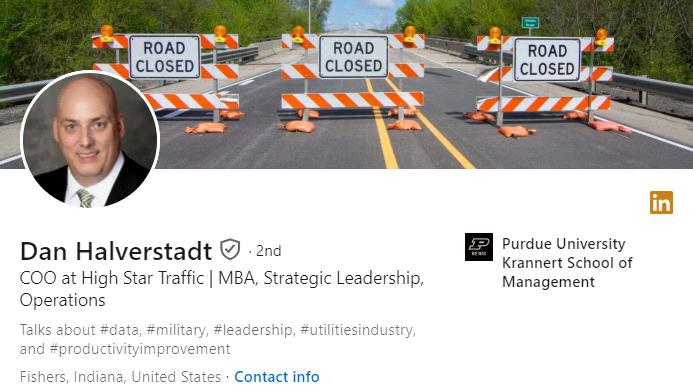 ROAD CLOSED
ROAD CLOSED
ROAD CLOSED
in
Dan Halverstadt · 2nd
COO at High Star Traffic | MBA, Strategic Leadership,
Operations
Talks about #data, #military, #leadership, #utilitiesindustry,
and #productivityimprovement
Fishers, Indiana, United States · Contact info
P
Purdue University
Krannert School of
Management